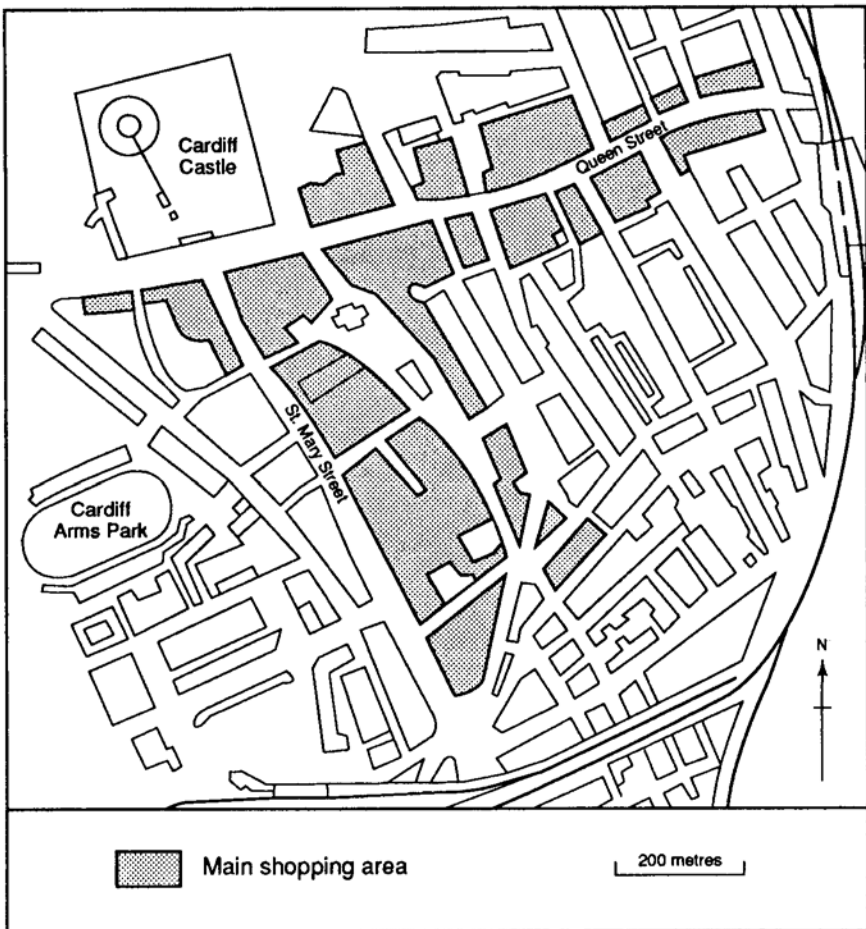 Cardiff
Castle
Queen Street
St. Mary Street
Cardiff
Arms Park
N
Main shopping area
200 metres